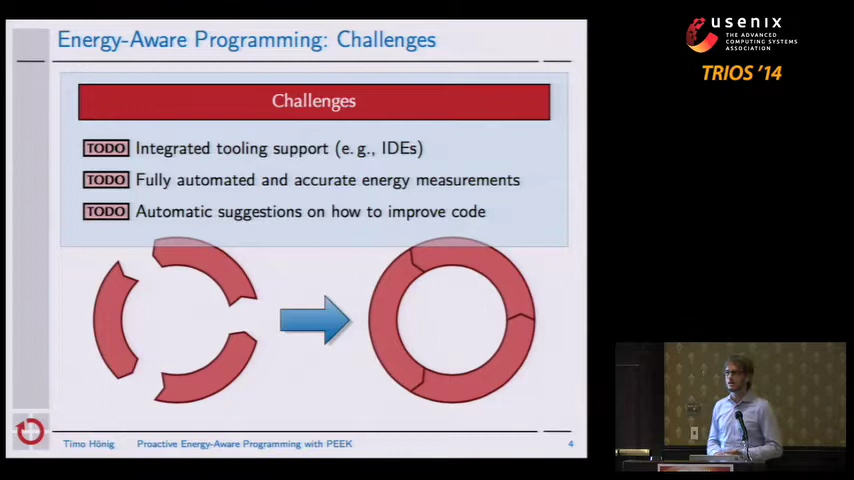 Energy-Aware Programming: Challenges
Challenges
TODO Integrated tooling support (e. g., IDEs)
TODO Fully automated and accurate energy measurements
TODO Automatic suggestions on how to improve code
Timo Hönig Proactive Energy-Aware Programming with PEEK 4
usenix
THE ADVANCED
COMPUTING SYSTEMS
ASSOCIATION
TRIOS '14